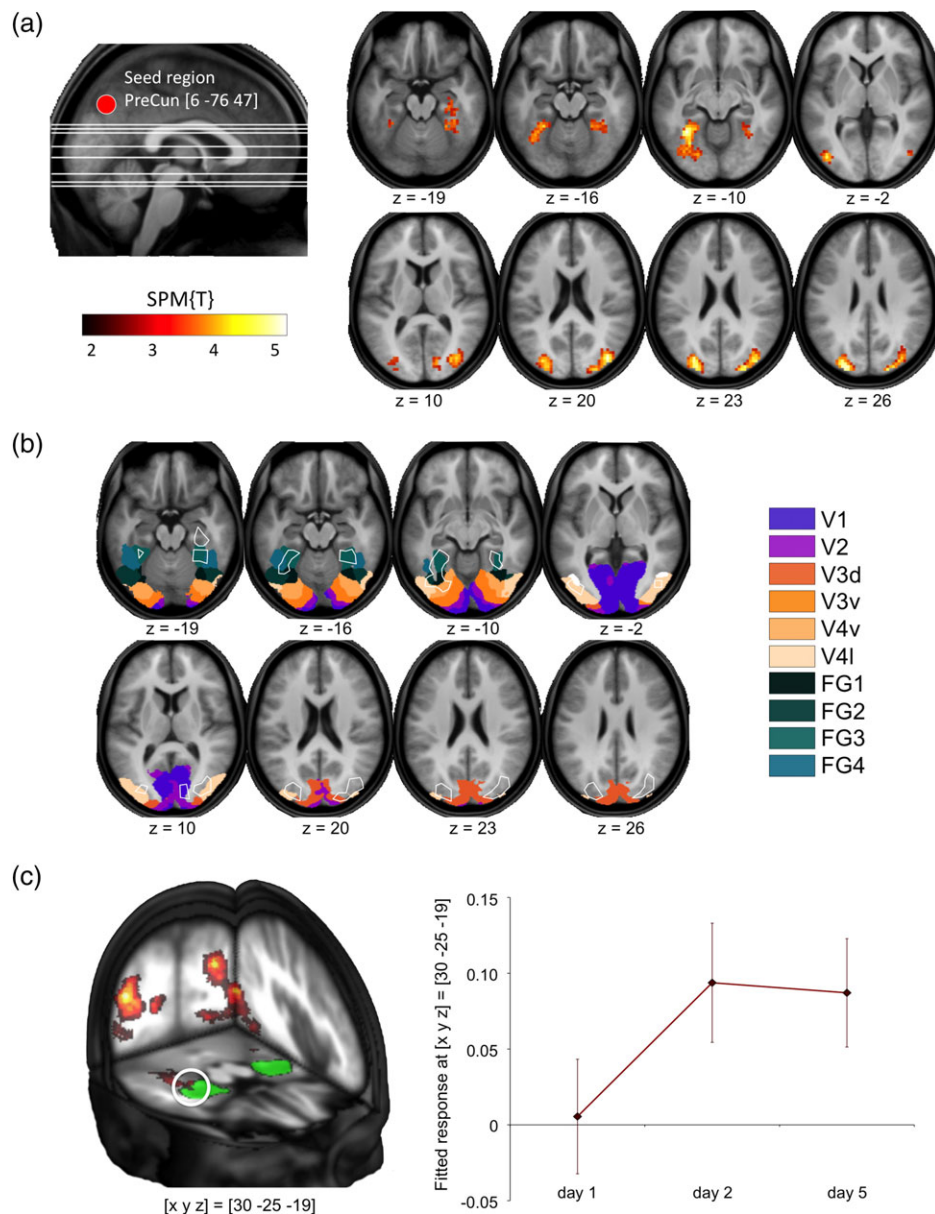 (a)
Seed region
PreCun [6 -76 47]
SPM{T}
2 3 4 5
z = -19 z = -16 z = -10 z = -2
z = 10 z = 20 z = 23 z = 26
(b)
z = -19 z = -16 z = -10 z = -2
z = 10 z = 20 z = 23 z = 26
V1
V2
V3d
V3v
V4v
V4l
FG1
FG2
FG3
FG4
(c)
[x y z] = [30 -25 -19]
Fitted response at [x y z] = [30 -25 -19]
0.15
0.10
0.05
0
-0.05
day 1 day 2 day 5